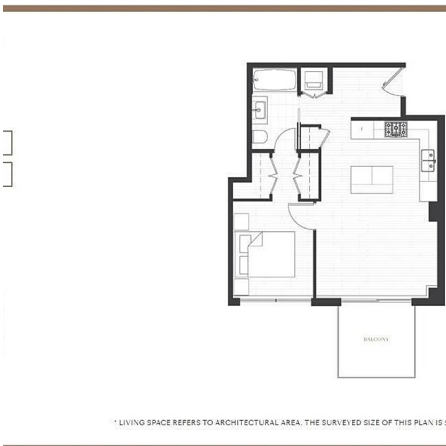 BALCONY
* LIVING SPACE REFERS TO ARCHITECTURAL AREA. THE SURVEYED SIZE OF THIS PLAN IS